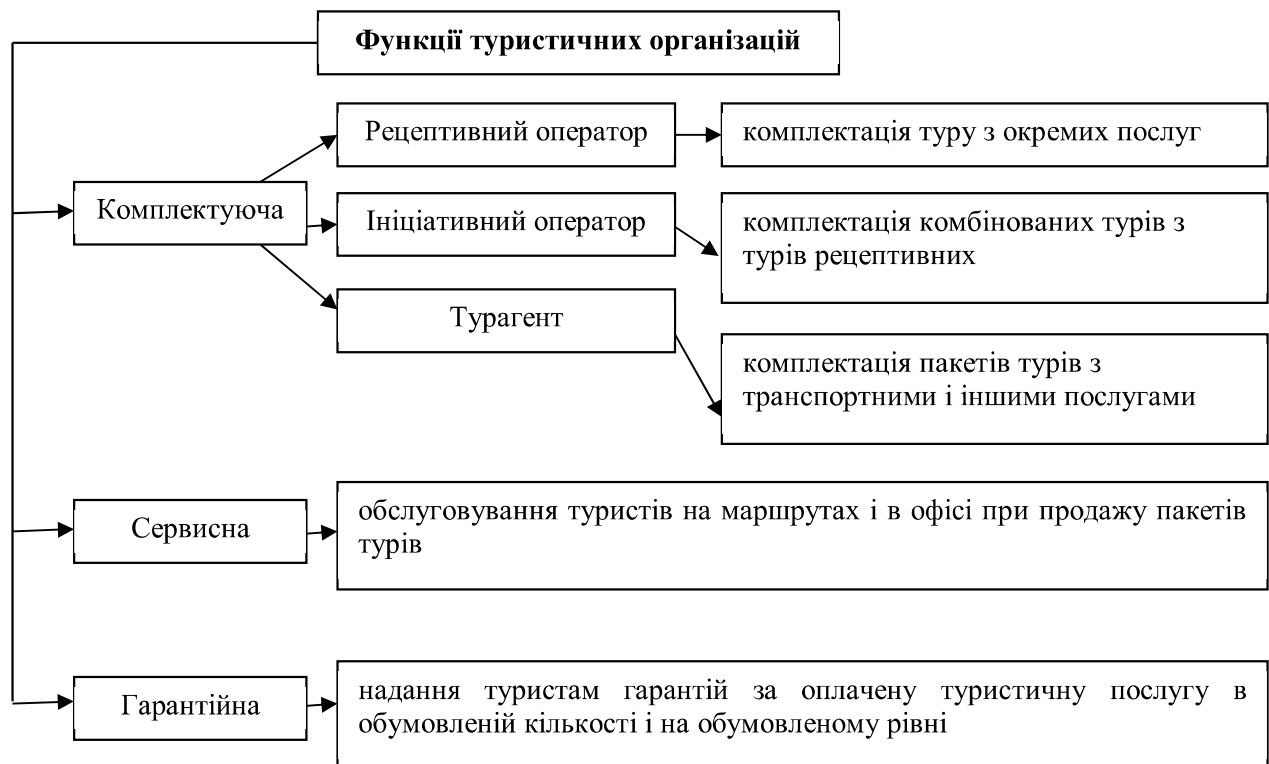 Функції туристичних організацій
Рецептивний оператор
комплектація туру з окремих послуг
Комплектуюча
Ініціативний оператор
комплектація комбінованих турів з
турів рецептивних
Турагент
комплектація пакетів турів з
транспортними і іншими послугами
Сервисна
обслуговування туристів на маршрутах і в офісі при продажу пакетів
турів
Гарантійна
надання туристам гарантій за оплачену туристичну послугу в
обумовленій кількості і на обумовленому рівні